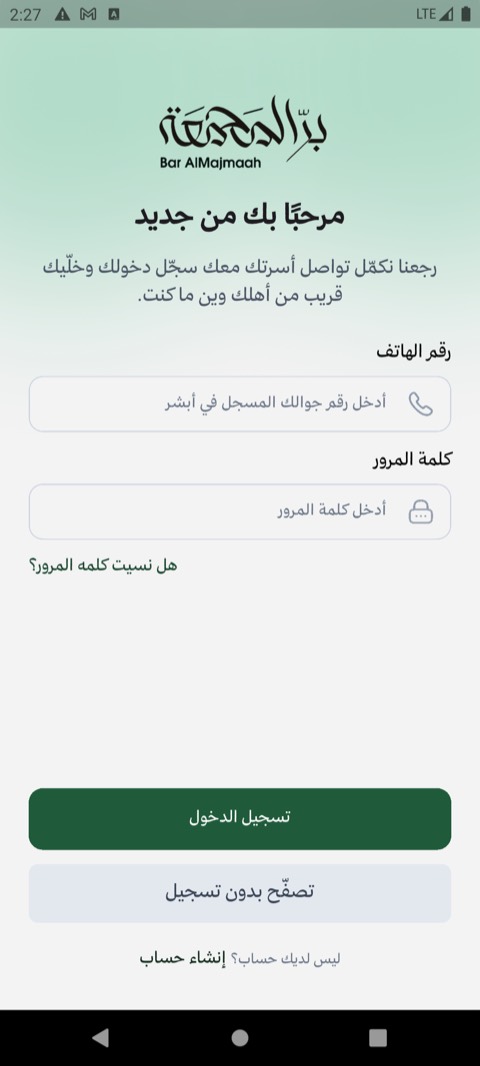 2:27
LTE
برّ المجمعة
Bar AlMajmaah
مرحبًا بك من جديد
رجعنا نكمّل تواصل أسرتك معك سجّل دخولك وخلّيك
قريب من أهلك وين ما كنت.
رقم الهاتف
أدخل رقم جوالك المسجل في أبشر
كلمة المرور
أدخل كلمة المرور
هل نسيت كلمه المرور؟
تسجيل الدخول
تصفّح بدون تسجيل
ليس لديك حساب؟ إنشاء حساب